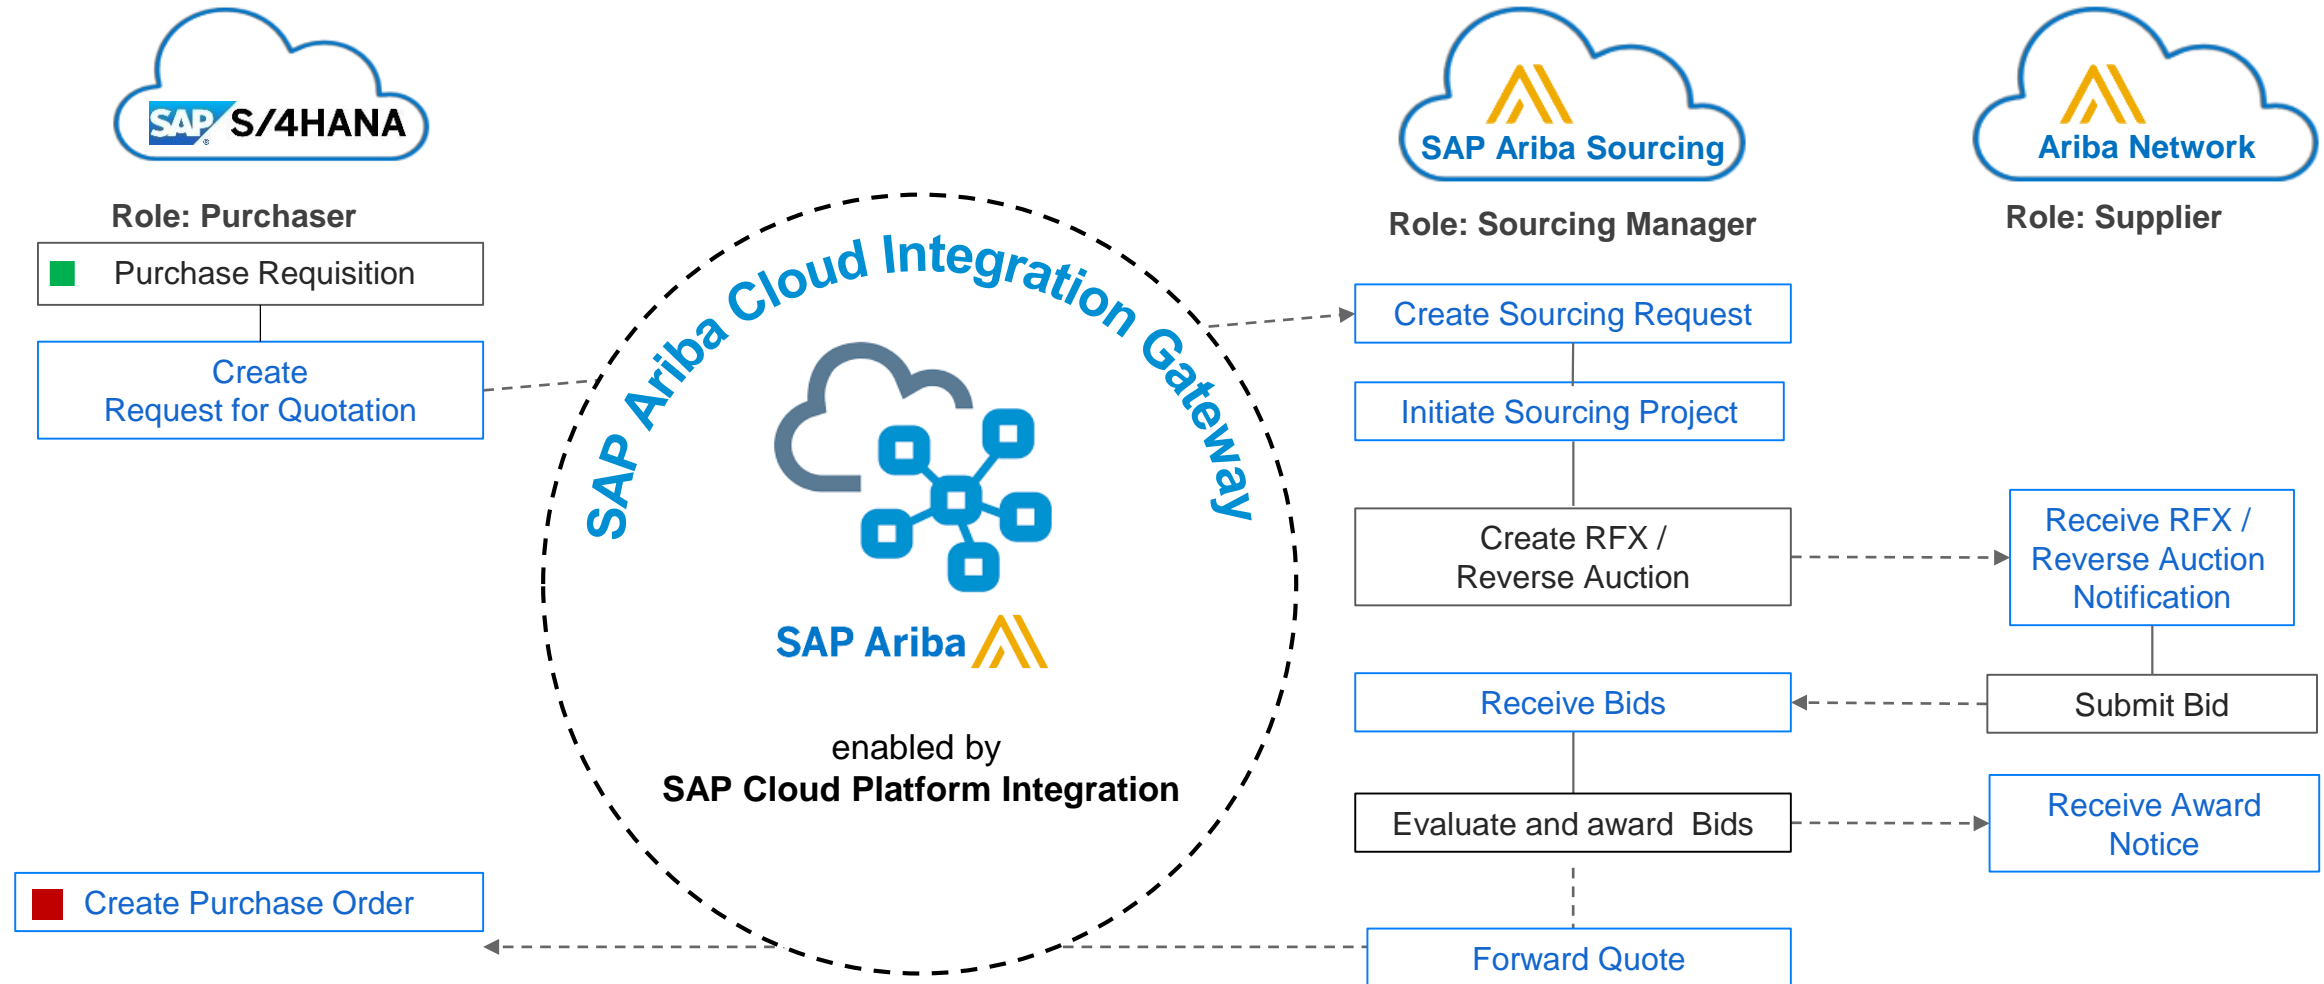 SAP S/4HANA
Role: Purchaser
Purchase Requisition
Create
Request for Quotation
Create Purchase Order
SAP Ariba Cloud Integration Gateway
SAP Ariba
enabled by
SAP Cloud Platform Integration
SAP Ariba Sourcing
Role: Sourcing Manager
Create Sourcing Request
Initiate Sourcing Project
Create RFX /
Reverse Auction
Receive Bids
Evaluate and award Bids
Forward Quote
Ariba Network
Role: Supplier
Receive RFX /
Reverse Auction
Notification
Submit Bid
Receive Award
Notice